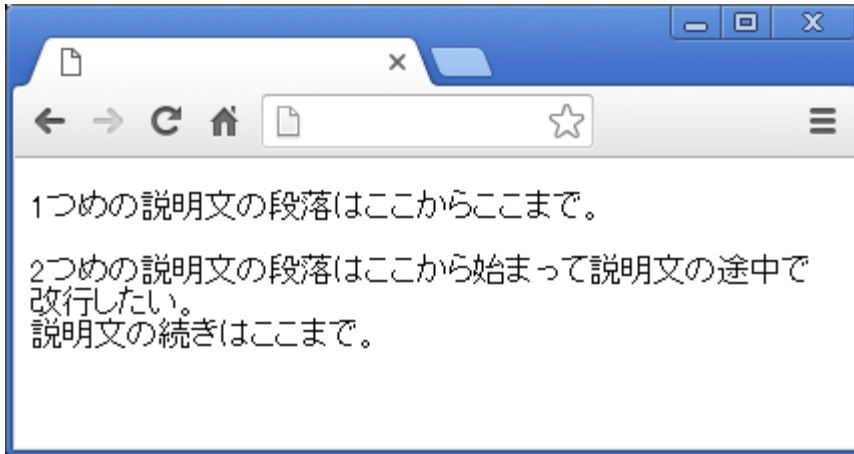 1つめの説明文の段落はここからここまで。
2つめの説明文の段落はここから始まって説明文の途中で
改行したい。
説明文の続きはここまで。